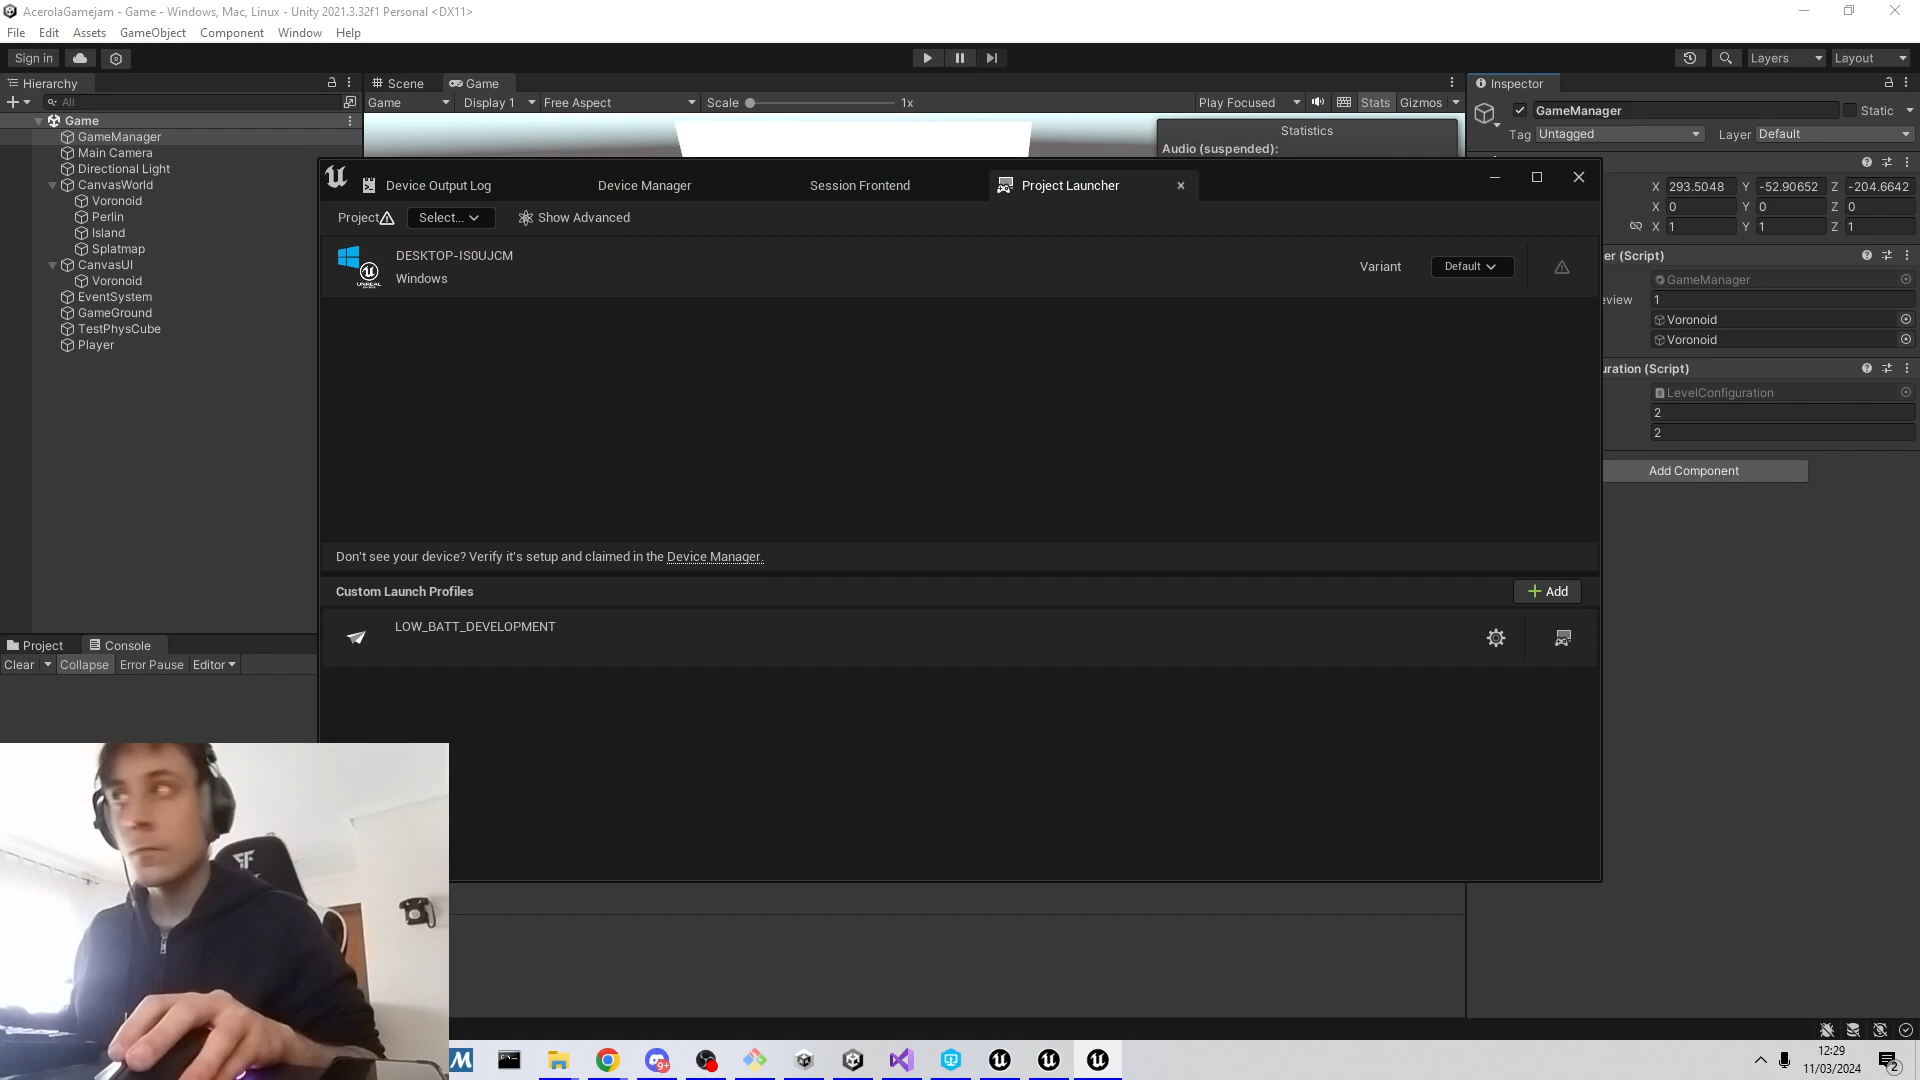 AcerolaGamejam - Game - Windows, Mac, Linux - Unity 2021.3.32f1 Personal <DX11>
File Edit Assets GameObject Component Window Help
Sign in
Layers
Layout
Hierarchy
Scene
Game
Inspector
All
Game
Display 1
Free Aspect
Scale
1x
Play Focused
Stats
Gizmos
GameManager
Static
Tag Untagged
Layer Default
Game
GameManager
Main Camera
Directional Light
CanvasWorld
Voronoid
Perlin
Island
Splatmap
CanvasUI
Voronoid
EventSystem
GameGround
TestPhysCube
Player
Statistics
Audio (suspended):
Device Output Log
Device Manager
Session Frontend
Project Launcher
Project
Select...
Show Advanced
DESKTOP-IS0UJCM
Windows
Variant
Default
UNREAL
Don't see your device? Verify it's setup and claimed in the Device Manager.
Custom Launch Profiles
Add
LOW_BATT_DEVELOPMENT
X 293.5048 Y -52.90652 Z -204.6642
X 0 Y 0 Z 0
X 1 Y 1 Z 1
er (Script)
GameManager
eview 1
Voronoid
Voronoid
uration (Script)
LevelConfiguration
2
2
Add Component
Project
Console
Clear
Collapse
Error Pause
Editor
9+
12:29
11/03/2024
2